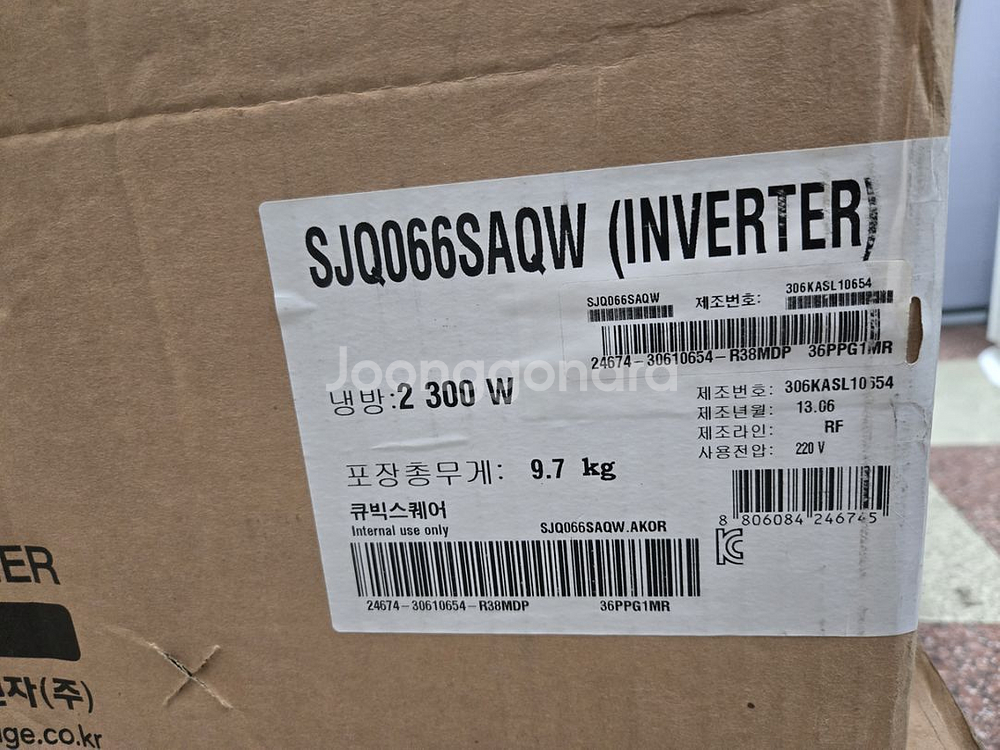 SJQ066SAQW (INVERTER)
SJQ066SAQW 제조번호: 306KASL10654
24674-30610654-R38MDP 36PPG1MR
Joonggonara
냉방:2 300 W
제조번호: 306KASL10654
제조년월: 13.06
제조라인: RF
사용전압: 220 V
포장총무게: 9.7 kg
큐빅스퀘어
Internal use only SJQ066SAQW.AKOR
8 806084 246745
24674-30610654-R38MDP 36PPG1MR
ER
자(주)
ge.co.kr